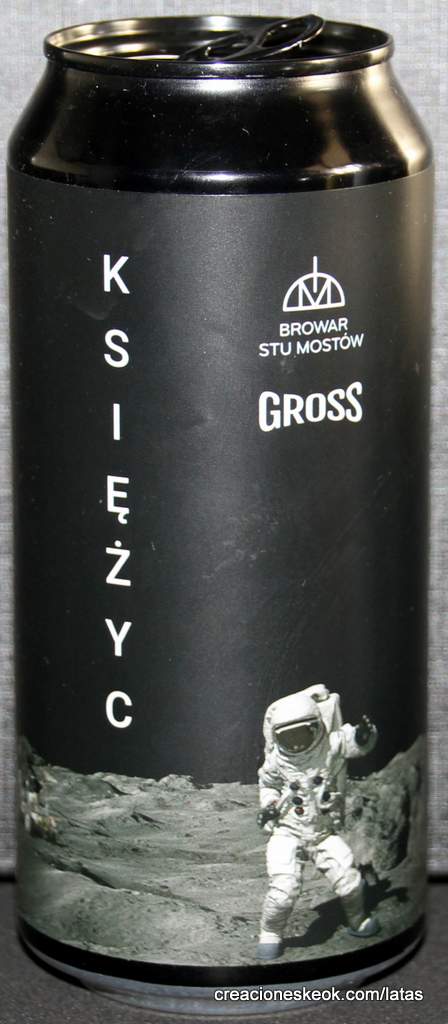 KSIĘŻYC
BROWAR
STU MOSTÓW
GROSS
creacioneskeok.com/latas